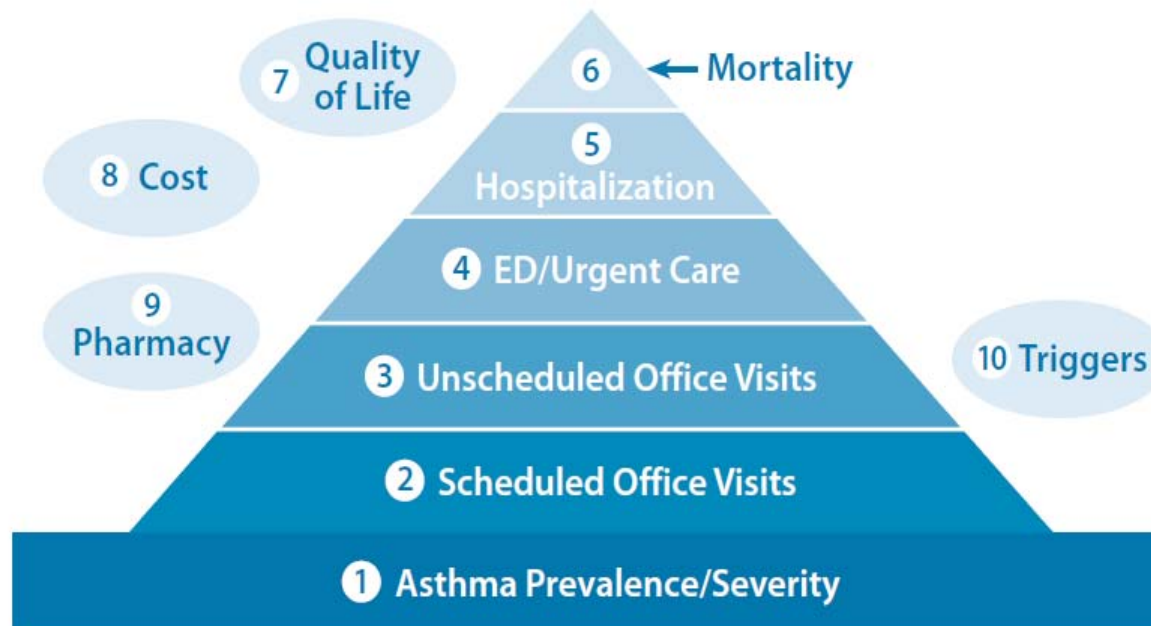 7 Quality
of Life
6
Mortality
8 Cost
5
Hospitalization
4 ED/Urgent Care
9
Pharmacy
3 Unscheduled Office Visits
10 Triggers
2 Scheduled Office Visits
1 Asthma Prevalence/Severity